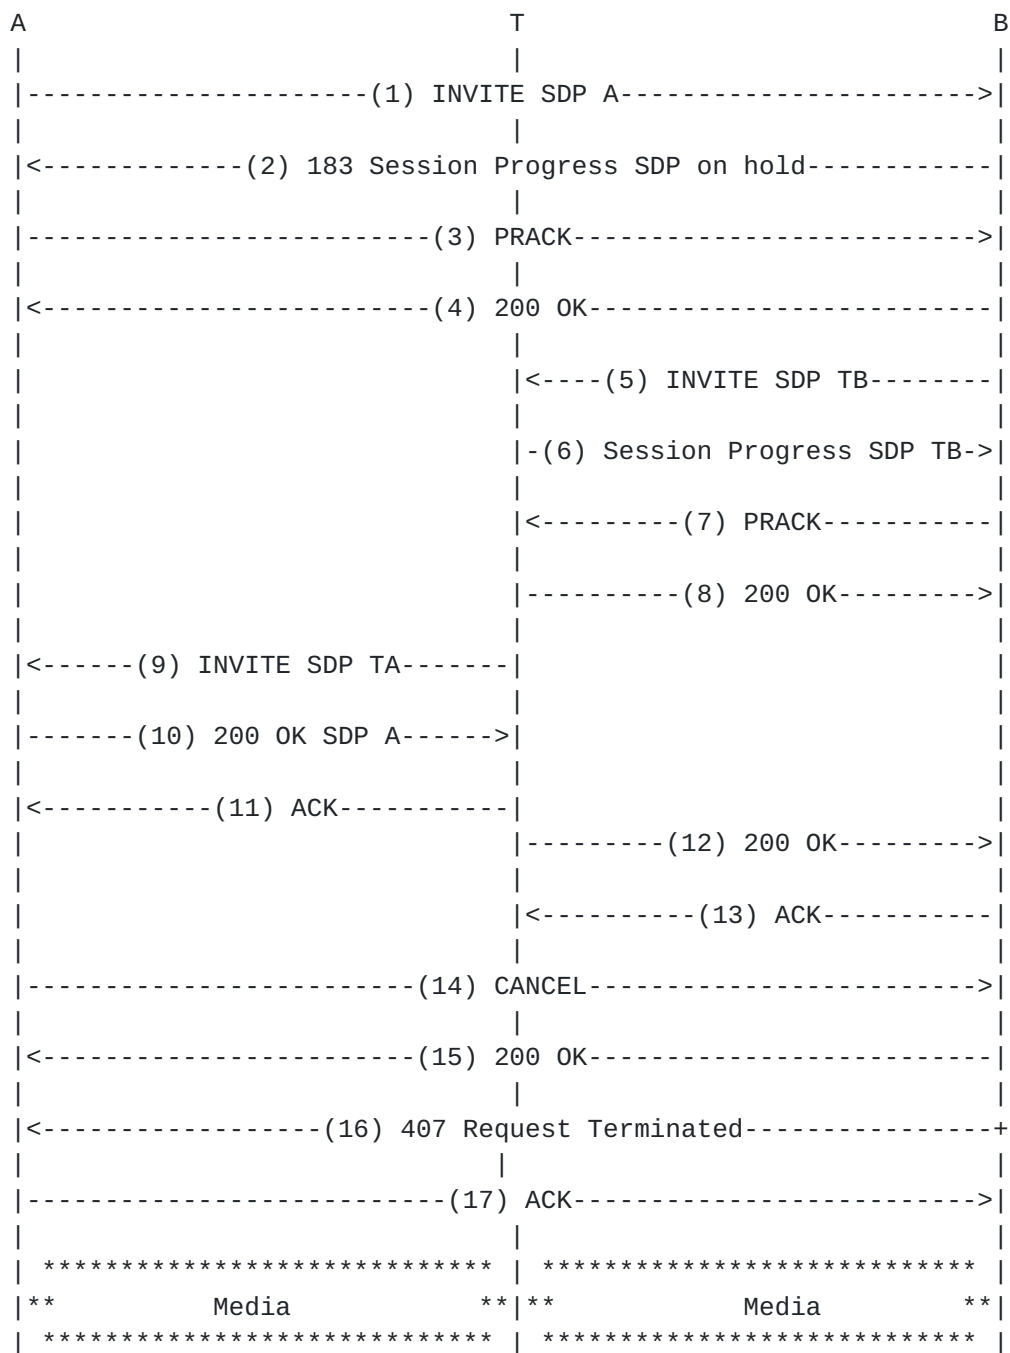 A T B
(1) INVITE SDP A
(2) 183 Session Progress SDP on hold
(3) PRACK
(4) 200 OK
(5) INVITE SDP TB
(6) Session Progress SDP TB
(7) PRACK
(8) 200 OK
(9) INVITE SDP TA
(10) 200 OK SDP A
(11) ACK
(12) 200 OK
(13) ACK
(14) CANCEL
(15) 200 OK
(16) 407 Request Terminated
(17) ACK
**************************** ****************************
** Media ** ** Media **
**************************** ****************************